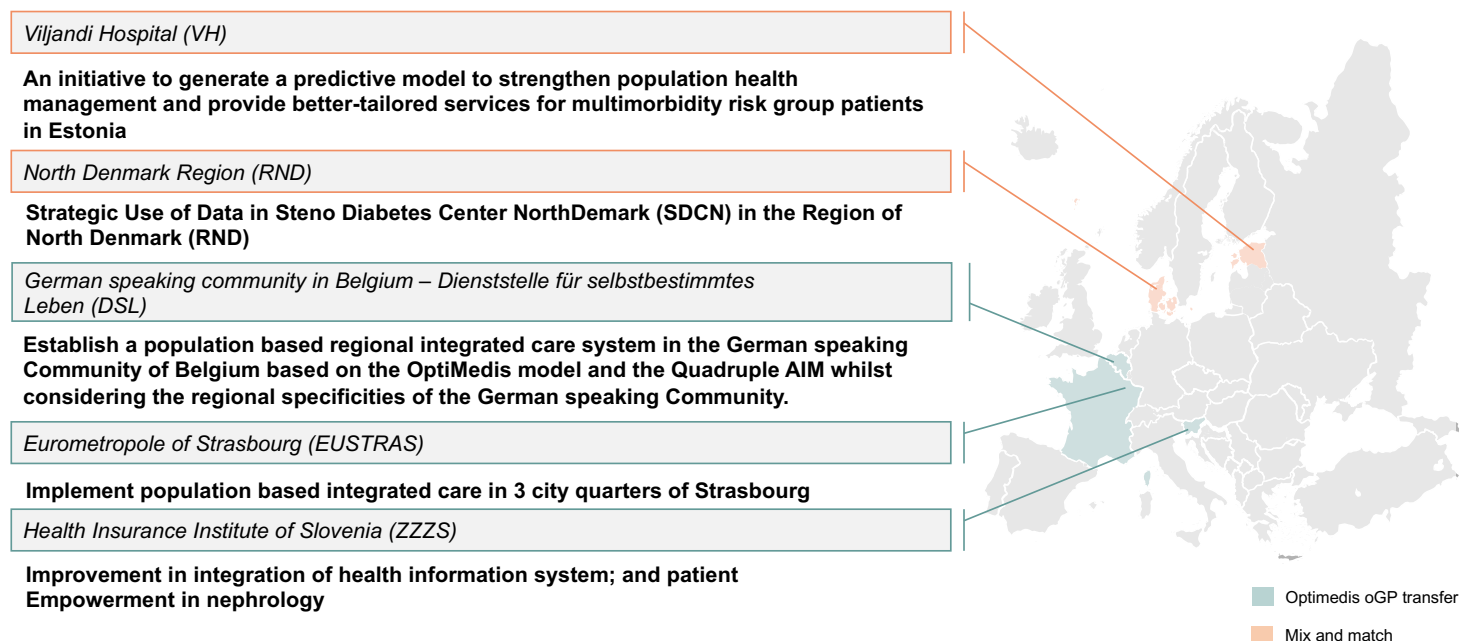 Viljandi Hospital (VH)
An initiative to generate a predictive model to strengthen population health
management and provide better-tailored services for multimorbidity risk group patients
in Estonia
North Denmark Region (RND)
Strategic Use of Data in Steno Diabetes Center NorthDemark (SDCN) in the Region of
North Denmark (RND)
German speaking community in Belgium – Dienststelle für selbstbestimmtes
Leben (DSL)
Establish a population based regional integrated care system in the German speaking
Community of Belgium based on the OptiMedis model and the Quadruple AIM whilst
considering the regional specificities of the German speaking Community.
Eurometropole of Strasbourg (EUSTRAS)
Implement population based integrated care in 3 city quarters of Strasbourg
Health Insurance Institute of Slovenia (ZZZS)
Improvement in integration of health information system; and patient
Empowerment in nephrology
Optimedis oGP transfer
Mix and match